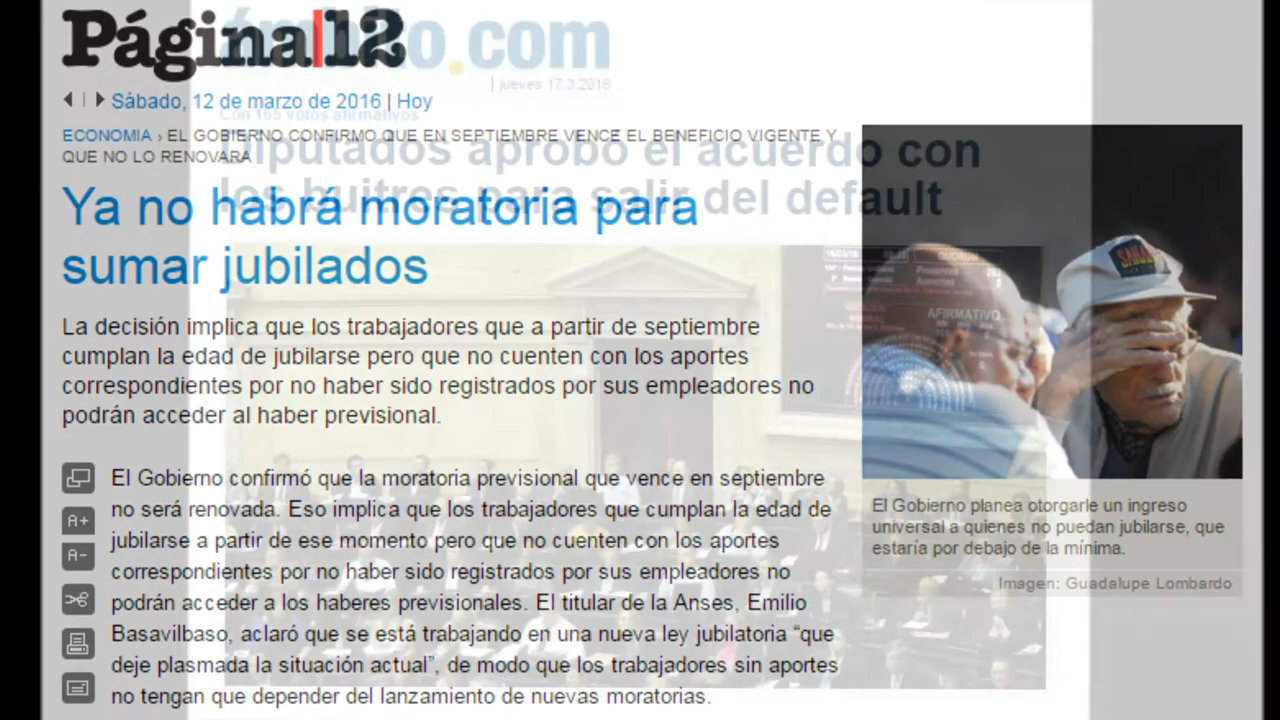 Página|12
ámbito.com
| jueves 17.3.2016
Sábado, 12 de marzo de 2016 | Hoy
Con 165 votos afirmativos
ECONOMIA › EL GOBIERNO CONFIRMO QUE EN SEPTIEMBRE VENCE EL BENEFICIO VIGENTE Y
QUE NO LO RENOVARA
Diputados aprobó el acuerdo con
los buitres para salir del default
Ya no habrá moratoria para
sumar jubilados
La decisión implica que los trabajadores que a partir de septiembre
cumplan la edad de jubilarse pero que no cuenten con los aportes
correspondientes por no haber sido registrados por sus empleadores no
podrán acceder al haber previsional.
AFIRMATIVO
A+
A-
El Gobierno confirmó que la moratoria previsional que vence en septiembre
no será renovada. Eso implica que los trabajadores que cumplan la edad de
jubilarse a partir de ese momento pero que no cuenten con los aportes
correspondientes por no haber sido registrados por sus empleadores no
podrán acceder a los haberes previsionales. El titular de la Anses, Emilio
Basavilbaso, aclaró que se está trabajando en una nueva ley jubilatoria “que
deje plasmada la situación actual”, de modo que los trabajadores sin aportes
no tengan que depender del lanzamiento de nuevas moratorias.
El Gobierno planea otorgarle un ingreso
universal a quienes no puedan jubilarse, que
estaría por debajo de la mínima.
Imagen: Guadalupe Lombardo